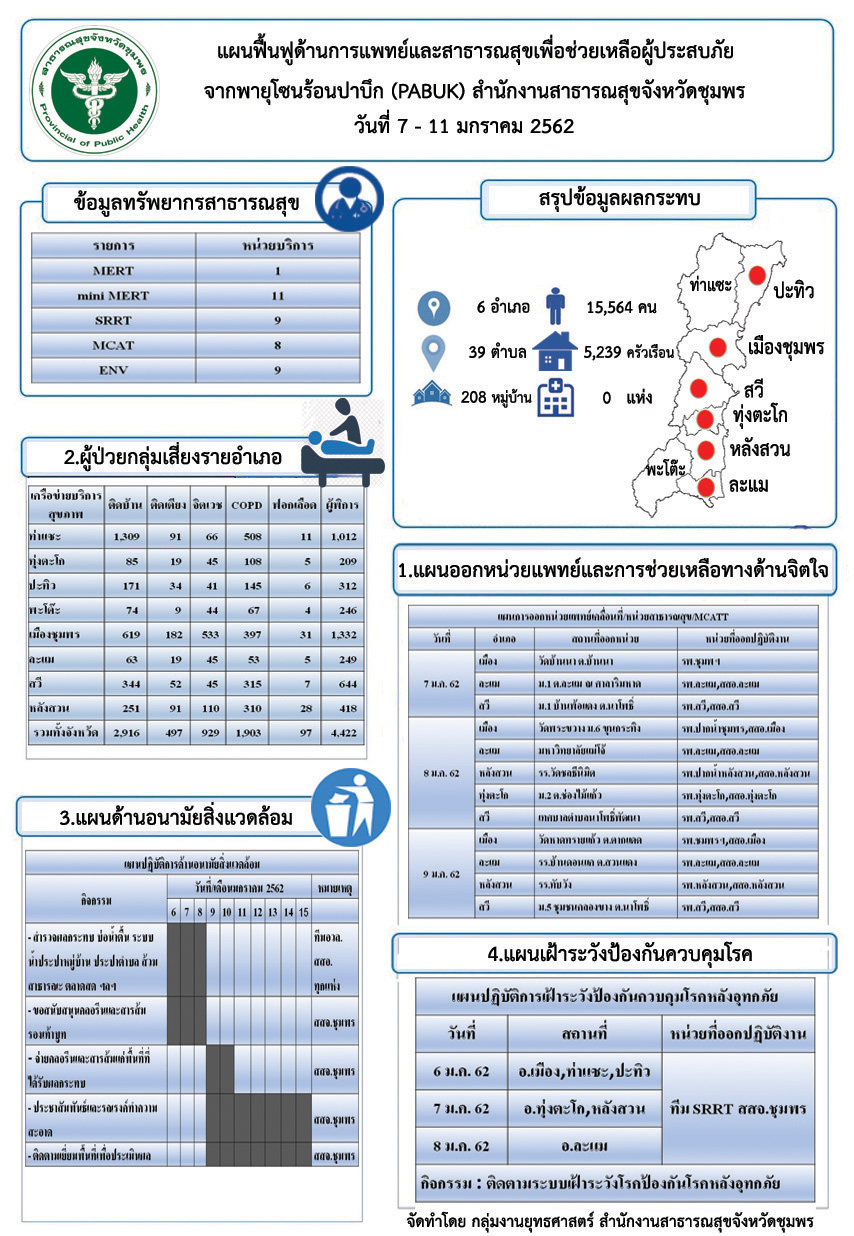 สาธารณสุขจังหวัดชุมพร
Provincial of Public Health
แผนฟื้นฟูด้านการแพทย์และสาธารณสุขเพื่อช่วยเหลือผู้ประสบภัย
จากพายุโซนร้อนปาบึก (PABUK) สำนักงานสาธารณสุขจังหวัดชุมพร
วันที่ 7 - 11 มกราคม 2562
ข้อมูลทรัพยากรสาธารณสุข
รายการ หน่วยบริการ
MERT 1
mini MERT 11
SRRT 9
MCAT 8
ENV 9
สรุปข้อมูลผลกระทบ
6 อำเภอ 15,564 คน
39 ตำบล 5,239 ครัวเรือน
208 หมู่บ้าน 0 แห่ง
ท่าแซะ
ปะทิว
เมืองชุมพร
สวี
ทุ่งตะโก
หลังสวน
พะโต๊ะ
ละแม
2.ผู้ป่วยกลุ่มเสี่ยงรายอำเภอ
เครือข่ายบริการสุขภาพ ติดบ้าน ติดเตียง จิตเวช COPD ฟอกเลือด ผู้พิการ
ท่าแซะ 1,309 91 66 508 11 1,012
ทุ่งตะโก 85 19 45 108 5 209
ปะทิว 171 34 41 145 6 312
พะโต๊ะ 74 9 44 67 4 246
เมืองชุมพร 619 182 533 397 31 1,332
ละแม 63 19 45 53 5 249
สวี 344 52 45 315 7 644
หลังสวน 251 91 110 310 28 418
รวมทั้งจังหวัด 2,916 497 929 1,903 97 4,422
1.แผนออกหน่วยแพทย์และการช่วยเหลือทางด้านจิตใจ
แผนการออกหน่วยแพทย์เคลื่อนที่/หน่วยสาธารณสุข/MCATT
วันที่ อำเภอ สถานที่ออกหน่วย หน่วยที่ออกปฏิบัติงาน
7 ม.ค. 62 เมือง วัดบ้านนา ต.บ้านนา รพ.ชุมพรฯ
ละแม ม.1 ต.ละแม ณ ศาลาริมหาด รพ.ละแม,สสอ.ละแม
สวี ม.1 ต.นาโพธิ์ รพ.สวี,สสอ.สวี
8 ม.ค. 62 เมือง วัดพระขวาง ม.6 ขุนกระทิง รพ.ปากน้ำชุมพร,สสอ.เมือง
ละแม มหาวิทยาลัยแม่โจ้ รพ.ละแม,สสอ.ละแม
หลังสวน รร.วัดชลธีนิมิต รพ.ปากน้ำหลังสวน,สสอ.หลังสวน
ทุ่งตะโก ม.2 ต.ช่องไม้แก้ว รพ.ทุ่งตะโก,สสอ.ทุ่งตะโก
สวี เทศบาลตำบลนาโพธิ์พัฒนา รพ.สวี,สสอ.สวี
9 ม.ค. 62 เมือง วัดหาดทรายแก้ว ต.ตากแดด รพ.ชุมพรฯ,สสอ.เมือง
ละแม รร.บ้านดอนแค ต.สวนแตง รพ.ละแม,สสอ.ละแม
หลังสวน รร.ทับวัง รพ.หลังสวน,สสอ.หลังสวน
สวี ม.5 ชุมชนคลองขาง ต.นาโพธิ์ รพ.สวี,สสอ.สวี
3.แผนด้านอนามัยสิ่งแวดล้อม
แผนปฏิบัติการด้านอนามัยสิ่งแวดล้อม
กิจกรรม วันที่/เดือนมกราคม 2562 หมายเหตุ
6 7 8 9 10 11 12 13 14 15
- สำรวจผลกระทบ บ่อน้ำตื้น ระบบ ทีมอวล.
น้ำประปาหมู่บ้าน ประปาตำบล ส้วม สสอ.
สาธารณะ ตลาดสด ฯลฯ ทุกแห่ง
- ขอสนับสนุนคลอรีนและสารส้ม
รองเท้าบูท สสจ.ชุมพร
- จ่ายคลอรีนและสารส้มแก่พื้นที่ที่
ได้รับผลกระทบ สสจ.ชุมพร
- ประชาสัมพันธ์และรณรงค์ทำความ
สะอาด สสจ.ชุมพร
- ติดตามเยี่ยมพื้นที่เพื่อประเมินผล สสจ.ชุมพร
4.แผนเฝ้าระวังป้องกันควบคุมโรค
แผนปฏิบัติการเฝ้าระวังป้องกันควบคุมโรคหลังอุทกภัย
วันที่ สถานที่ หน่วยที่ออกปฏิบัติงาน
6 ม.ค. 62 อ.เมือง,ท่าแซะ,ปะทิว
7 ม.ค. 62 อ.ทุ่งตะโก,หลังสวน ทีม SRRT สสจ.ชุมพร
8 ม.ค. 62 อ.ละแม
กิจกรรม : ติดตามระบบเฝ้าระวังโรคป้องกันโรคหลังอุทกภัย
จัดทำโดย กลุ่มงานยุทธศาสตร์ สำนักงานสาธารณสุขจังหวัดชุมพร